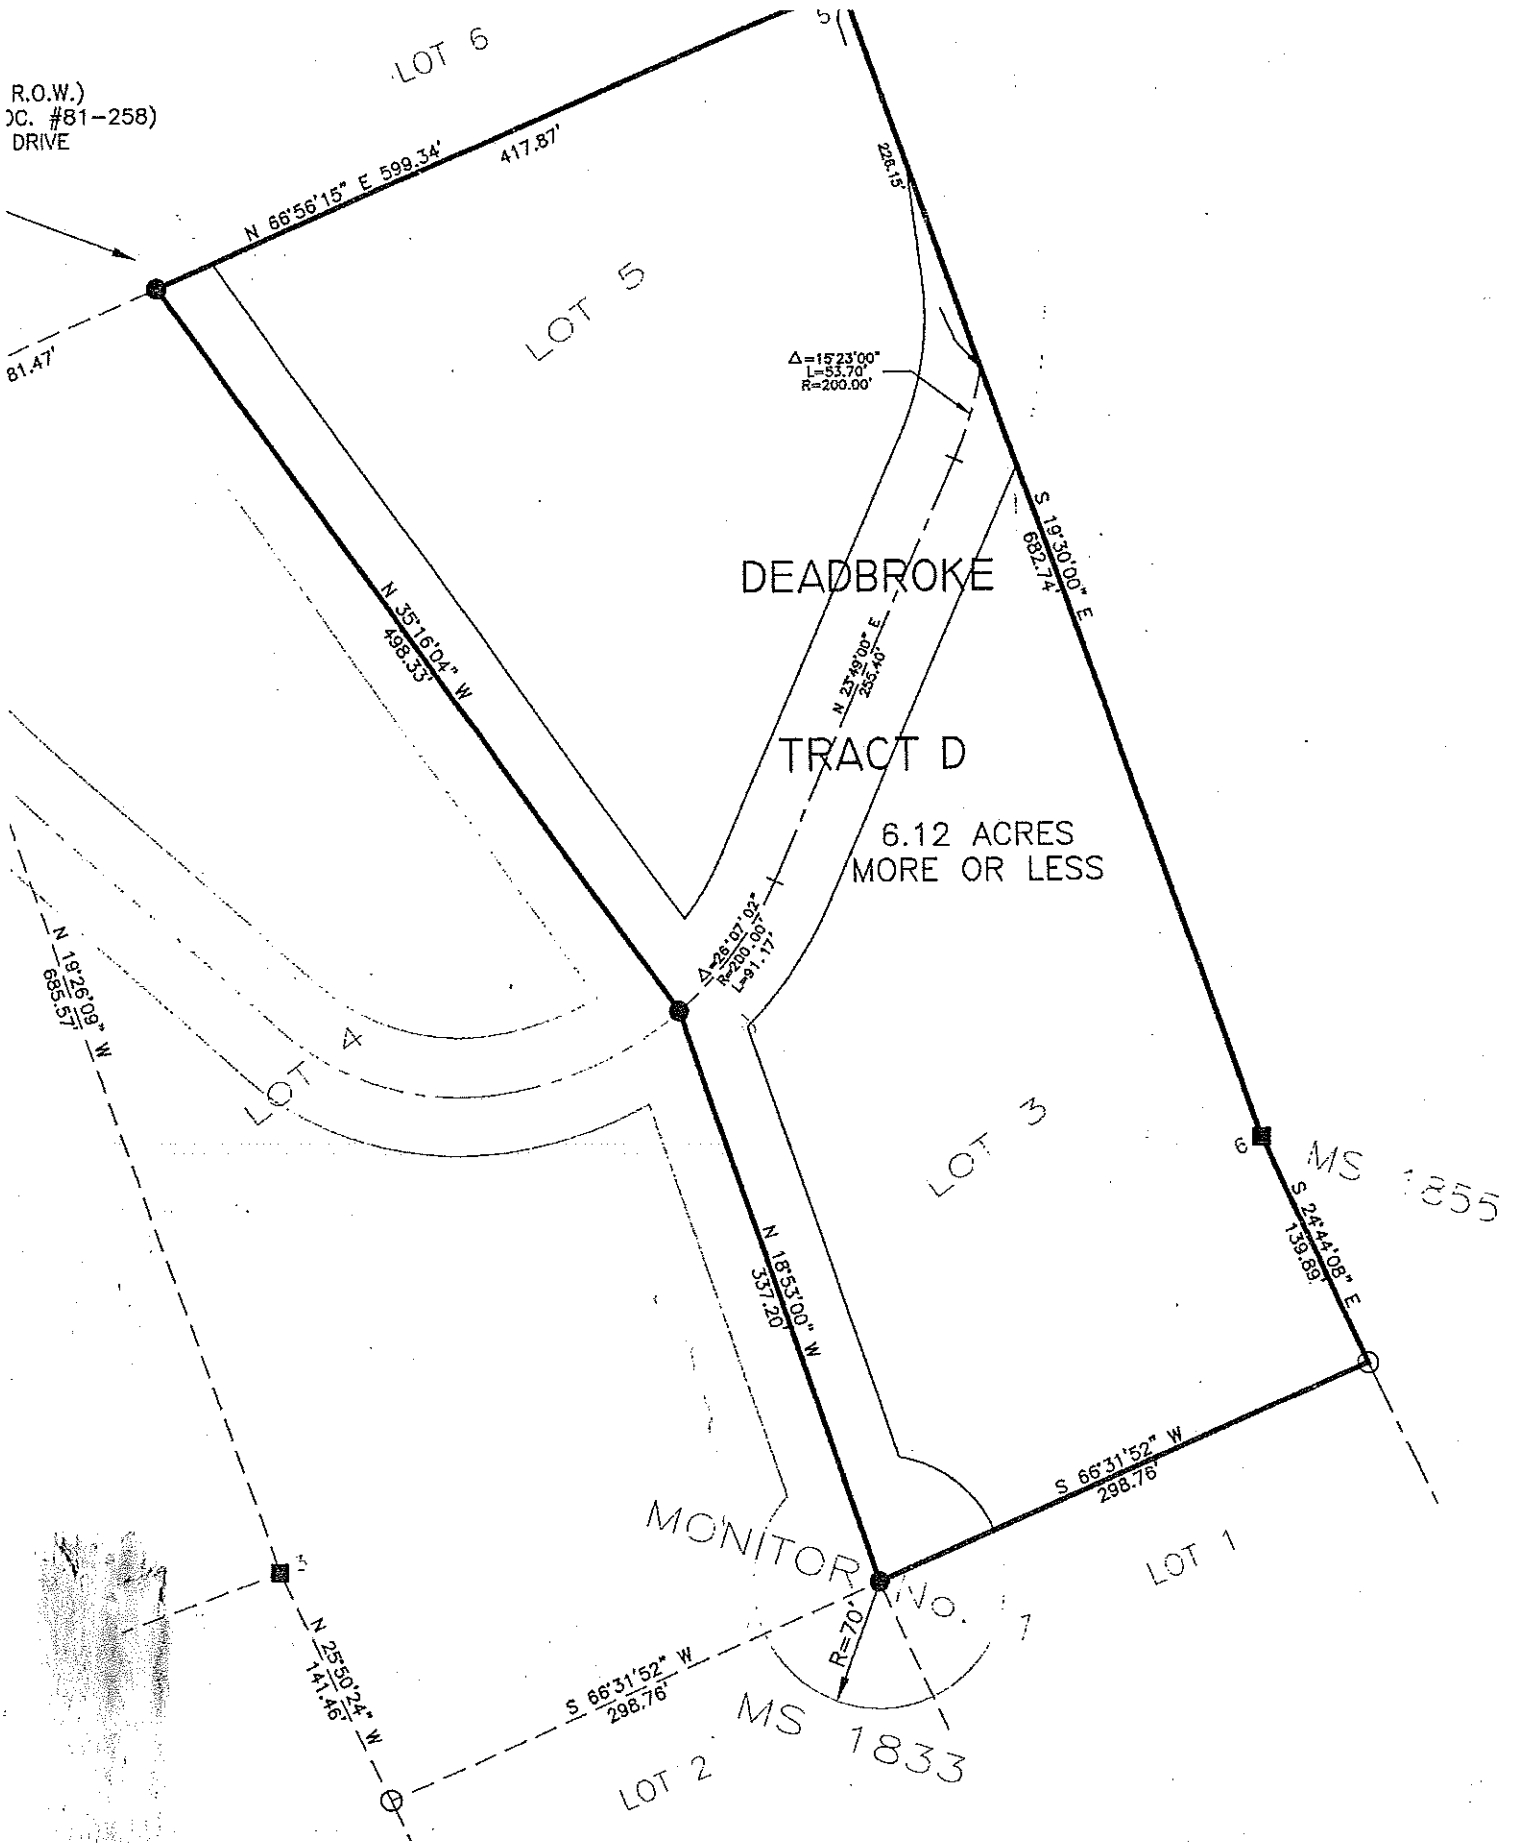 LOT 6
5
R.O.W.)
OC. #81-258)
DRIVE
N 66°56'15" E 599.34'
417.87'
226.15'
LOT 5
81.47'
Δ=15°23'00"
L=53.70'
R=200.00'
S 19°30'00" E
682.74'
DEADBROKE
N 35°16'04" W
498.33'
N 23°49'00" E
255.40'
TRACT D
6.12 ACRES
MORE OR LESS
Δ=26°07'02"
R=200.00'
L=91.17'
N 19°26'09" W
685.57'
LOT 4
LOT 3
6
MS 1855
S 24°44'08" E
139.89'
N 18°53'00" W
337.20'
S 66°31'52" W
298.76'
LOT 1
MONITOR No. 1
3
R=70'
N 25°50'24" W
141.46'
S 66°31'52" W
298.76'
MS 1833
LOT 2